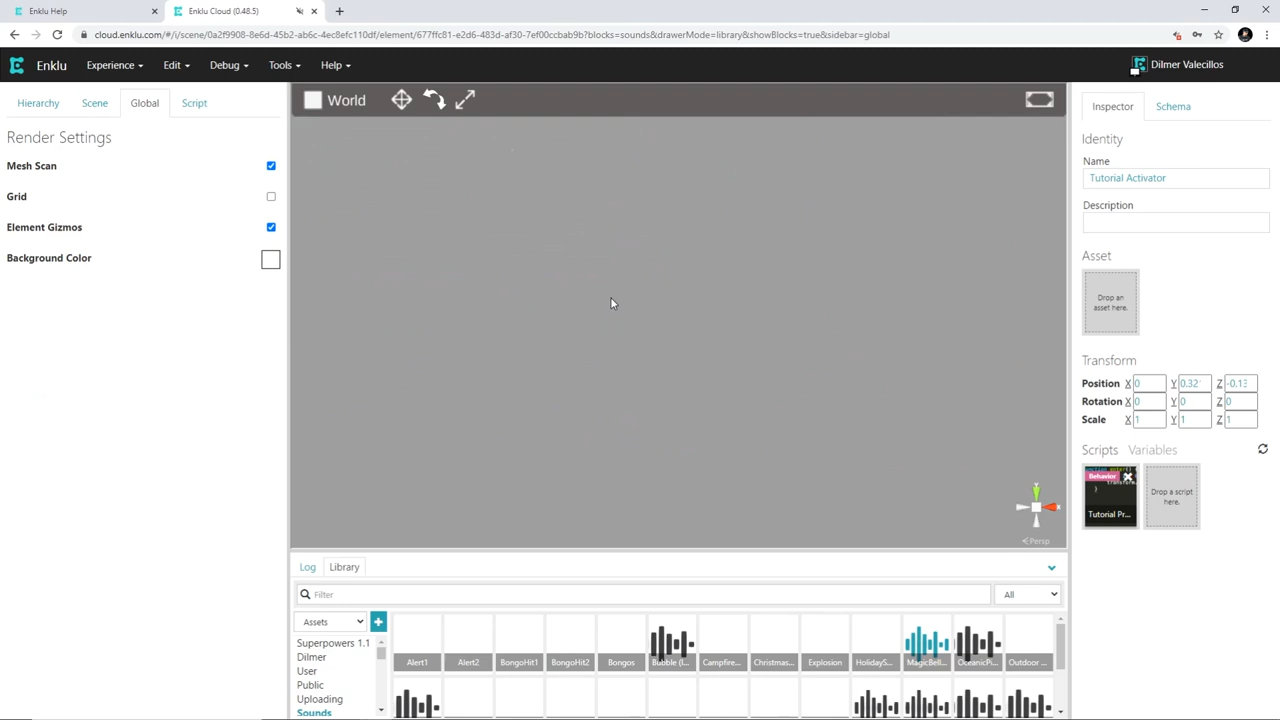 Enklu Help
Enklu Cloud (0.48.5)
cloud.enklu.com/#/i/scene/0a2f9908-8e6d-45b2-ab6c-4ec8efc110df/element/677ffc81-e2d6-483d-af30-7ef00ccbab9b?blocks=sounds&drawerMode=library&showBlocks=true&sidebar=global
Enklu Experience Edit Debug Tools Help Dilmer Valecillos
Hierarchy Scene Global Script
Render Settings
Mesh Scan
Grid
Element Gizmos
Background Color
World
Persp
Log Library
Filter All
Assets
Superpowers 1.1
Dilmer
User
Public
Uploading
Sounds
Alert1 Alert2 BongoHit1 BongoHit2 Bongos Bubble (l... Campfire... Christmas... Explosion HolidayS... MagicBell... OceanicPi... Outdoor ...
Inspector Schema
Identity
Name
Tutorial Activator
Description
Asset
Drop an
asset here.
Transform
Position X 0 Y 0.32 Z -0.13
Rotation X 0 Y 0 Z 0
Scale X 1 Y 1 Z 1
Scripts Variables
Behavior
Tutorial Pr...
Drop a script
here.